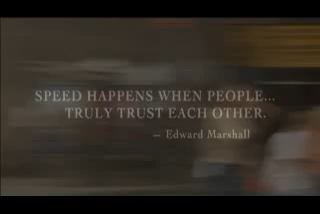 SPEED HAPPENS WHEN PEOPLE...
TRULY TRUST EACH OTHER.
— Edward Marshall